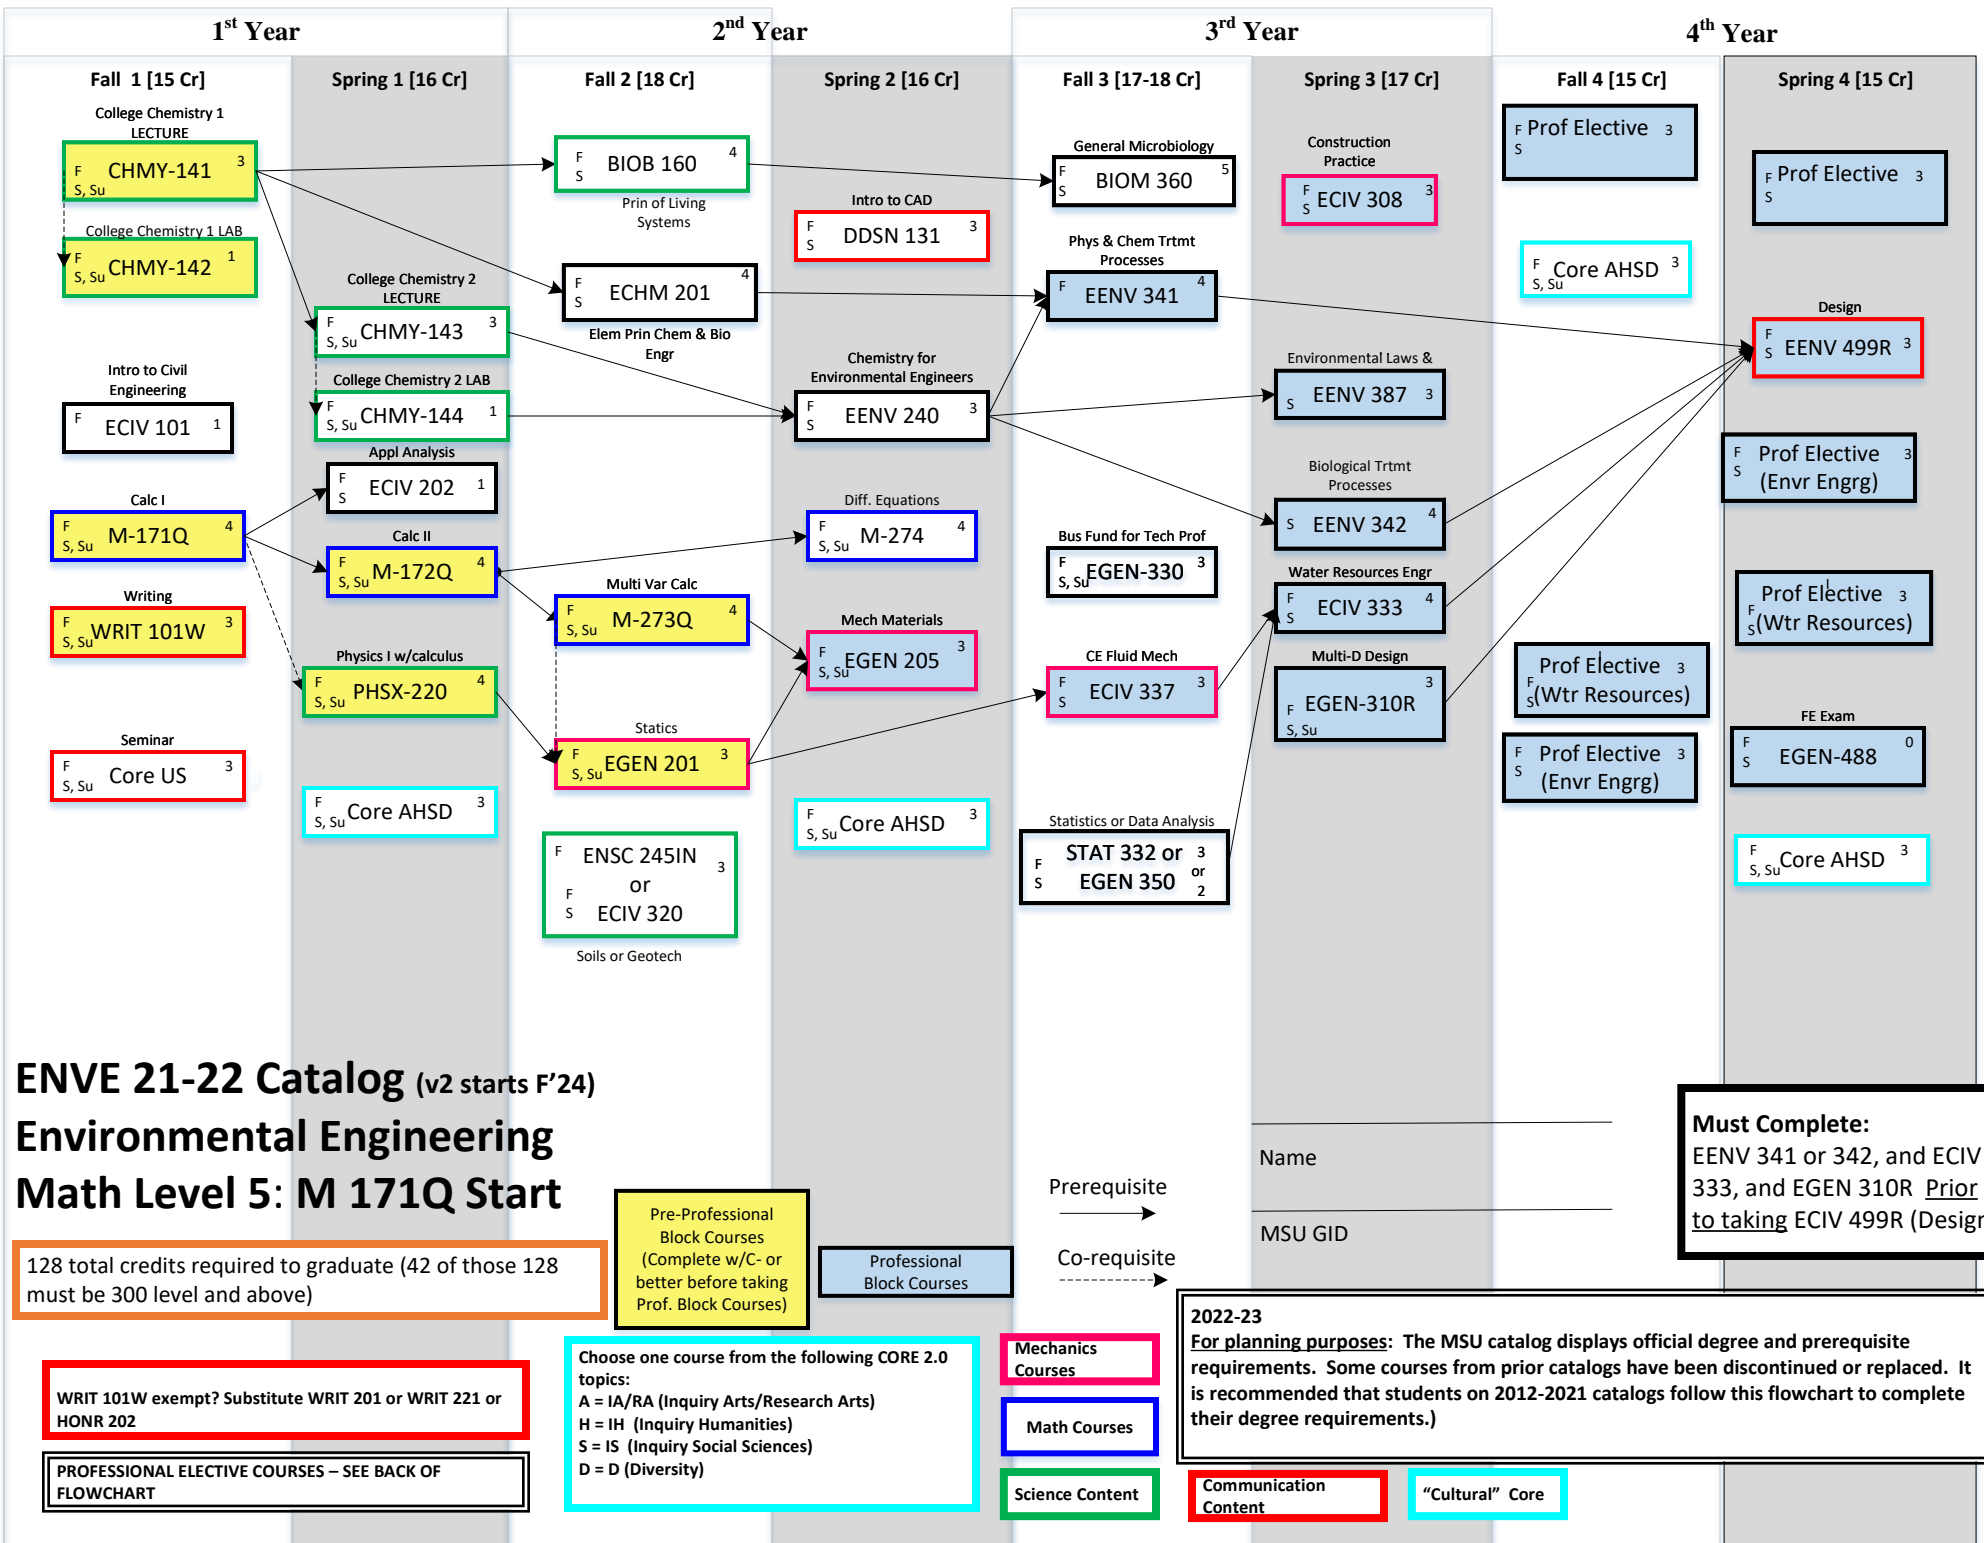 1st Year
2nd Year
3rd Year
4th Year
Fall 1 [15 Cr]
Spring 1 [16 Cr]
Fall 2 [18 Cr]
Spring 2 [16 Cr]
Fall 3 [17-18 Cr]
Spring 3 [17 Cr]
Fall 4 [15 Cr]
Spring 4 [15 Cr]
College Chemistry 1
LECTURE
F
S, Su
CHMY-141
3
College Chemistry 1 LAB
F
S, Su
CHMY-142
1
Intro to Civil
Engineering
F
ECIV 101
1
Calc I
F
S, Su
M-171Q
4
Writing
F
S, Su
WRIT 101W
3
Seminar
F
S, Su
Core US
3
College Chemistry 2
LECTURE
F
S, Su
CHMY-143
3
College Chemistry 2 LAB
F
S, Su
CHMY-144
1
Appl Analysis
F
S
ECIV 202
1
Calc II
F
S, Su
M-172Q
4
Physics I w/calculus
F
S, Su
PHSX-220
4
F
S, Su
Core AHSD
3
F
S
BIOB 160
4
Prin of Living
Systems
F
S
ECHM 201
4
Elem Prin Chem & Bio
Engr
Multi Var Calc
F
S, Su
M-273Q
4
Statics
F
S, Su
EGEN 201
3
F
ENSC 245IN
3
or
F
S
ECIV 320
Soils or Geotech
Intro to CAD
F
S
DDSN 131
3
Chemistry for
Environmental Engineers
F
S
EENV 240
3
Diff. Equations
F
S, Su
M-274
4
Mech Materials
F
S, Su
EGEN 205
3
F
S, Su
Core AHSD
3
General Microbiology
F
S
BIOM 360
5
Phys & Chem Trtmt
Processes
F
EENV 341
4
Bus Fund for Tech Prof
F
S, Su
EGEN-330
3
CE Fluid Mech
F
S
ECIV 337
3
Statistics or Data Analysis
F
S
STAT 332 or
EGEN 350
3
or
2
Construction
Practice
F
S
ECIV 308
3
Environmental Laws &
S
EENV 387
3
Biological Trtmt
Processes
S
EENV 342
4
Water Resources Engr
F
S
ECIV 333
4
Multi-D Design
F
S, Su
EGEN-310R
3
F
S
Prof Elective
3
F
S, Su
Core AHSD
3
F
S
Prof Elective
(Wtr Resources)
3
F
S
Prof Elective
(Envr Engrg)
3
F
S
Prof Elective
3
Design
F
S
EENV 499R
3
F
S
Prof Elective
(Envr Engrg)
3
F
S
Prof Elective
(Wtr Resources)
3
FE Exam
F
S
EGEN-488
0
F
S, Su
Core AHSD
3
ENVE 21-22 Catalog (v2 starts F'24)
Environmental Engineering
Math Level 5: M 171Q Start
128 total credits required to graduate (42 of those 128
must be 300 level and above)
WRIT 101W exempt? Substitute WRIT 201 or WRIT 221 or
HONR 202
PROFESSIONAL ELECTIVE COURSES – SEE BACK OF
FLOWCHART
Pre-Professional
Block Courses
(Complete w/C- or
better before taking
Prof. Block Courses)
Professional
Block Courses
Choose one course from the following CORE 2.0
topics:
A = IA/RA (Inquiry Arts/Research Arts)
H = IH (Inquiry Humanities)
S = IS (Inquiry Social Sciences)
D = D (Diversity)
Prerequisite
Co-requisite
Name
MSU GID
Must Complete:
EENV 341 or 342, and ECIV
333, and EGEN 310R Prior
to taking ECIV 499R (Design
2022-23
For planning purposes: The MSU catalog displays official degree and prerequisite
requirements. Some courses from prior catalogs have been discontinued or replaced. It
is recommended that students on 2012-2021 catalogs follow this flowchart to complete
their degree requirements.)
Mechanics
Courses
Math Courses
Science Content
Communication
Content
“Cultural” Core